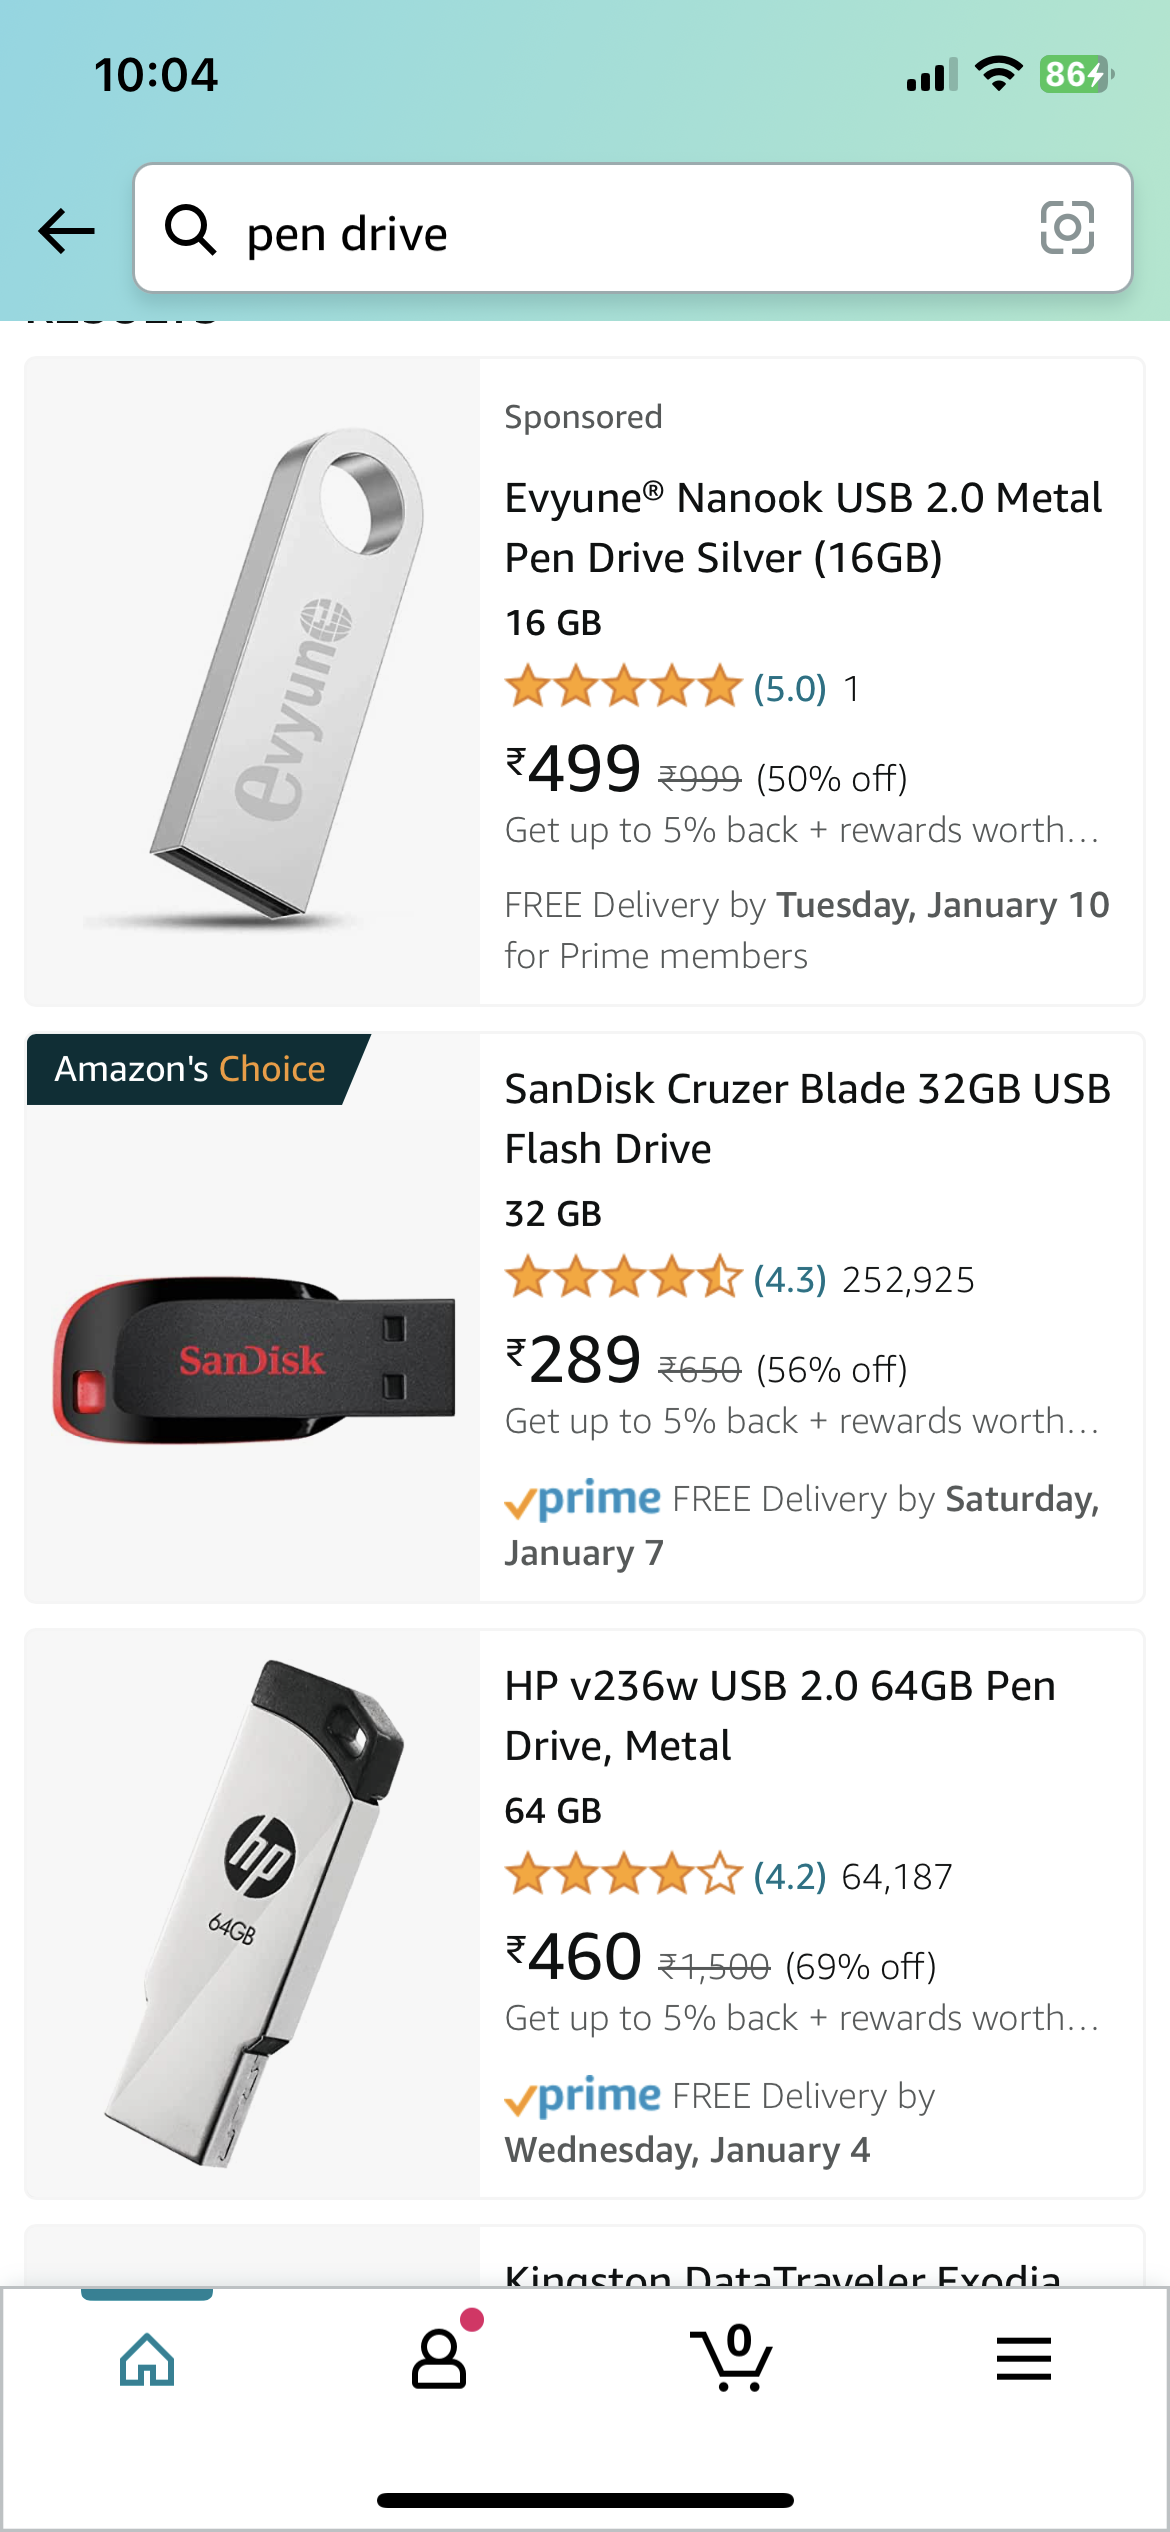 10:04
86
pen drive
RESULTS
Sponsored
Evyune® Nanook USB 2.0 Metal
Pen Drive Silver (16GB)
16 GB
(5.0) 1
₹499 ₹999 (50% off)
Get up to 5% back + rewards worth...
FREE Delivery by Tuesday, January 10
for Prime members
evyune
Amazon's Choice
SanDisk Cruzer Blade 32GB USB
Flash Drive
32 GB
(4.3) 252,925
₹289 ₹650 (56% off)
Get up to 5% back + rewards worth...
prime FREE Delivery by Saturday,
January 7
SanDisk
HP v236w USB 2.0 64GB Pen
Drive, Metal
64 GB
(4.2) 64,187
₹460 ₹1,500 (69% off)
Get up to 5% back + rewards worth...
prime FREE Delivery by
Wednesday, January 4
hp
64GB
Kingston DataTraveler Exodia
0